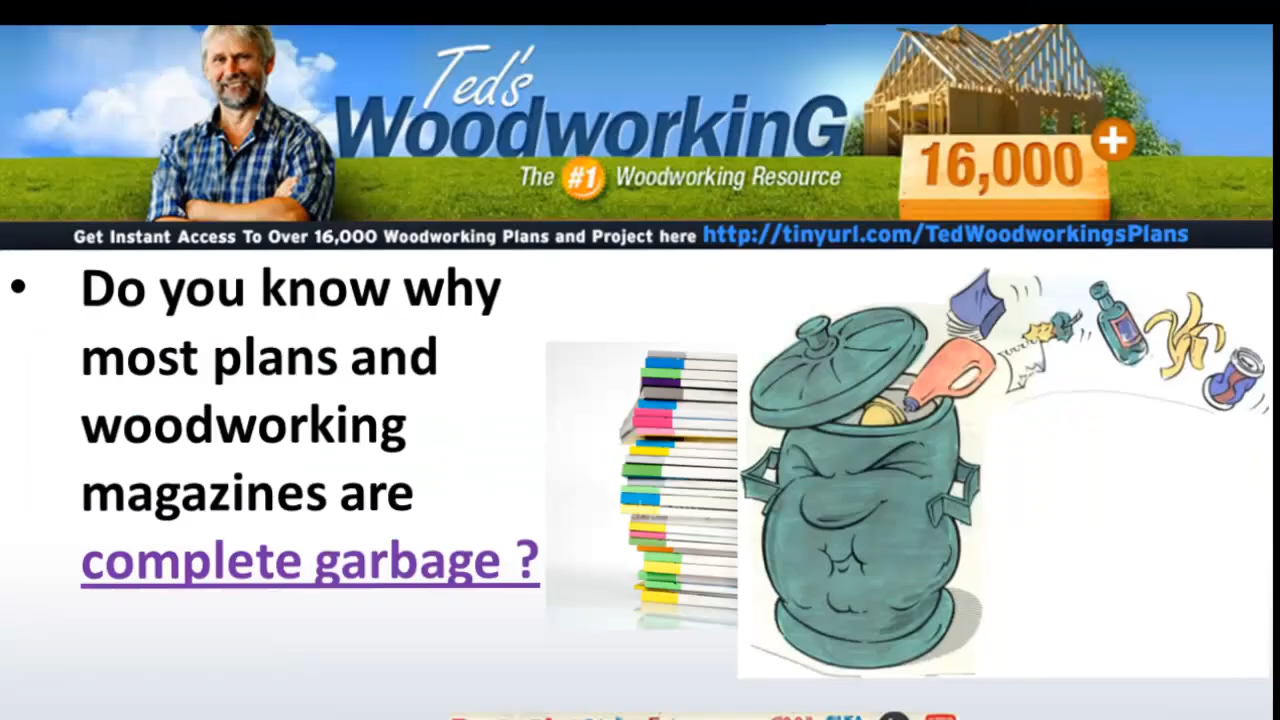 Ted's
WoodworkinG
The #1 Woodworking Resource
16,000 +
Get Instant Access To Over 16,000 Woodworking Plans and Project here http://tinyurl.com/TedWoodworkingsPlans
• Do you know why
most plans and
woodworking
magazines are
complete garbage ?